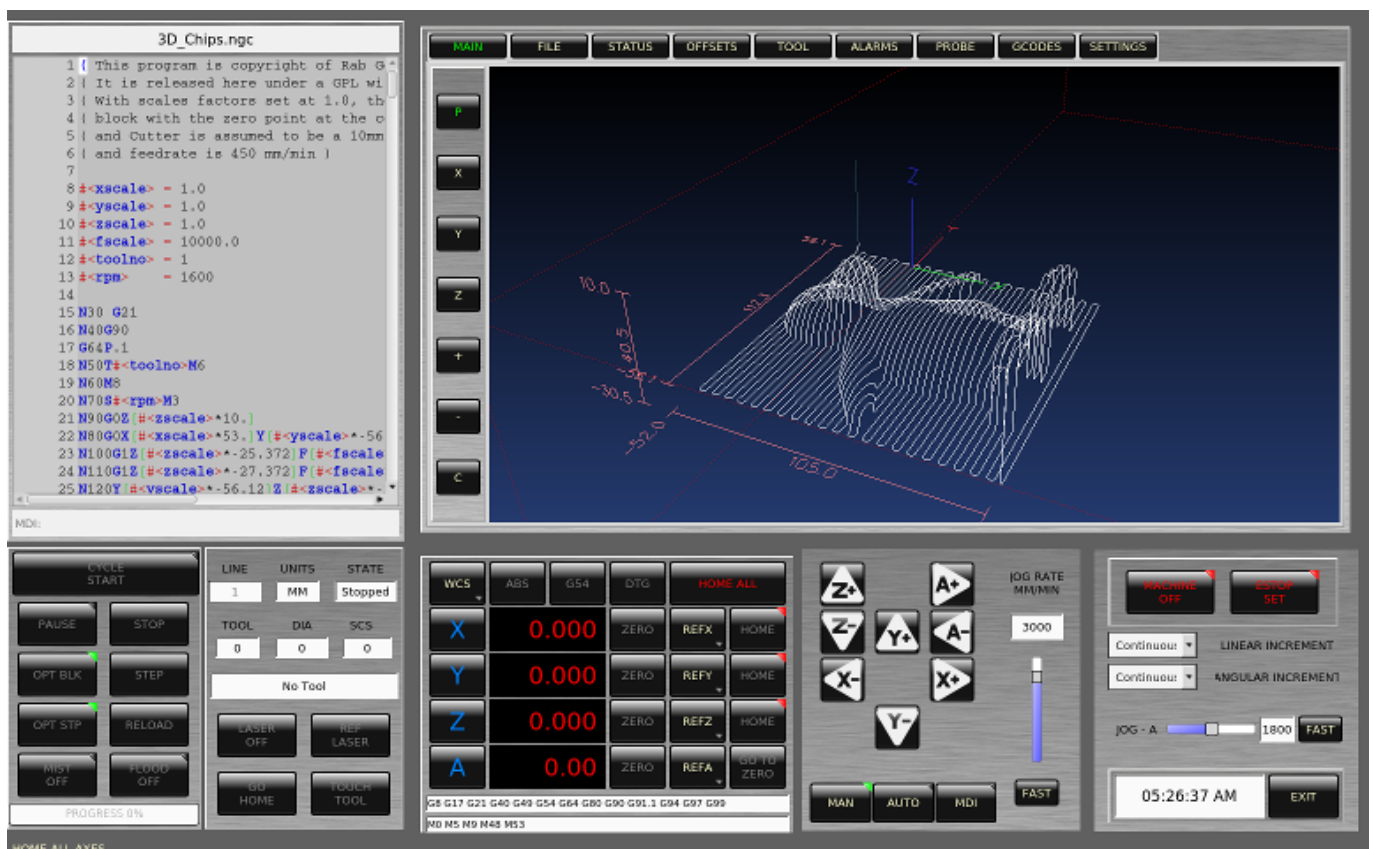 3D_Chips.ngc
1 ( This program is copyright of Rab G
2 ( It is released here under a GPL wi
3 ( With scales factors set at 1.0, th
4 ( block with the zero point at the c
5 ( and Cutter is assumed to be a 10mm
6 ( and feedrate is 450 mm/min )
7
8 #<xscale> = 1.0
9 #<yscale> = 1.0
10 #<zscale> = 1.0
11 #<fscale> = 10000.0
12 #<toolno> = 1
13 #<rpm> = 1600
14
15 N30 G21
16 N40G90
17 G64P.1
18 N50T#<toolno>M6
19 N60M8
20 N70S#<rpm>M3
21 N90G0Z[#<zscale>*10.]
22 N80G0X[#<xscale>*53.]Y[#<yscale>*-56
23 N100G1Z[#<zscale>*-25.372]F[#<fscale
24 N110G1Z[#<zscale>*-27.372]F[#<fscale
25 N120Y[#<yscale>*-56.12]Z[#<zscale>*-
MDI:
MAIN FILE STATUS OFFSETS TOOL ALARMS PROBE GCODES SETTINGS
P
X
Y
Z
+
-
C
Z
Y
10.0
40.5
-30.5
-52.0
105.0
CYCLE START
PAUSE STOP
OPT BLK STEP
OPT STP RELOAD
MIST OFF FLOOD OFF
PROGRESS 0%
LINE UNITS STATE
1 MM Stopped
TOOL DIA SCS
0 0 0
No Tool
LASER OFF REF LASER
GO HOME TOUCH TOOL
WCS ABS G54 DTG HOME ALL
X 0.000 ZERO REFX HOME
Y 0.000 ZERO REFY HOME
Z 0.000 ZERO REFZ HOME
A 0.00 ZERO REFA GO TO ZERO
G8 G17 G21 G40 G49 G54 G64 G80 G90 G91.1 G94 G97 G99
M0 M5 M9 M48 M53
Z+ A+
Z- Y+ A-
X- X+
Y-
JOG RATE
MM/MIN
3000
FAST
MAN AUTO MDI
MACHINE OFF ESTOP SET
Continuou: LINEAR INCREMENT
Continuou: ANGULAR INCREMENT
JOG - A 1800 FAST
05:26:37 AM EXIT
HOME ALL AXES